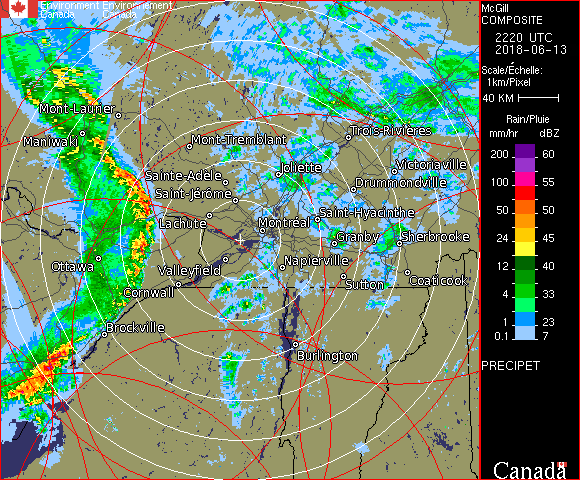 Environment Environnement
Canada Canada
Mont-Laurier
Maniwaki
Mont-Tremblant
Trois-Rivières
Sainte-Adèle
Joliette
Victoriaville
Saint-Jérôme
Drummondville
Lachute
Montréal
Saint-Hyacinthe
Granby
Sherbrooke
Ottawa
Valleyfield
Napierville
Cornwall
Sutton
Coaticook
Brockville
Burlington
McGill
COMPOSITE
2220 UTC
2018-06-13
Scale/Échelle:
1km/Pixel
40 KM
Rain/Pluie
mm/hr dBZ
200 60
150 55
100 55
50 50
24 45
12 40
8 33
4 23
0.1 7
PRECIPET
Canada